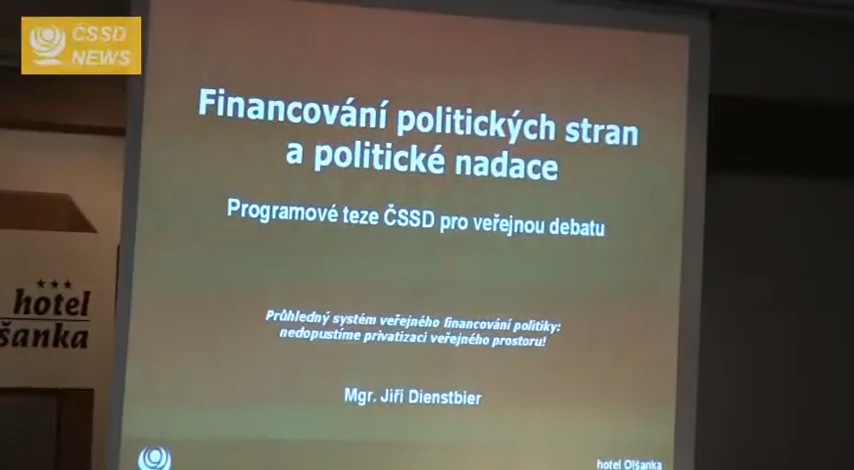 ČSSD
NEWS
Financování politických stran
a politické nadace
Programové teze ČSSD pro veřejnou debatu
Průhledný systém veřejného financování politiky:
nedopustíme privatizaci veřejného prostoru!
Mgr. Jiří Dienstbier
hotel Olšanka
hotel
šanka